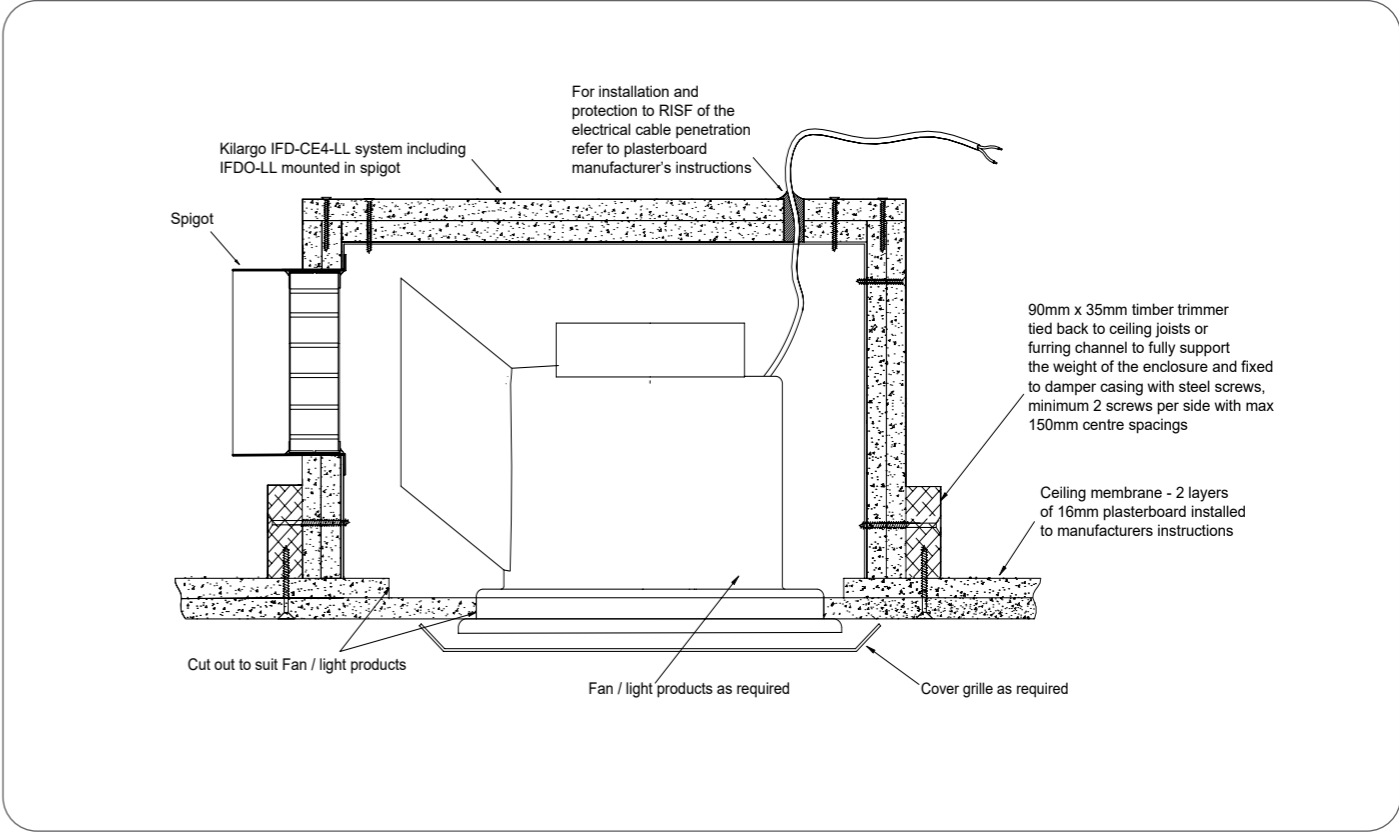 For installation and
protection to RISF of the
electrical cable penetration
refer to plasterboard
manufacturer's instructions
Kilargo IFD-CE4-LL system including
IFDO-LL mounted in spigot
Spigot
90mm x 35mm timber trimmer
tied back to ceiling joists or
furring channel to fully support
the weight of the enclosure and fixed
to damper casing with steel screws,
minimum 2 screws per side with max
150mm centre spacings
Ceiling membrane - 2 layers
of 16mm plasterboard installed
to manufacturers instructions
Cut out to suit Fan / light products
Fan / light products as required
Cover grille as required